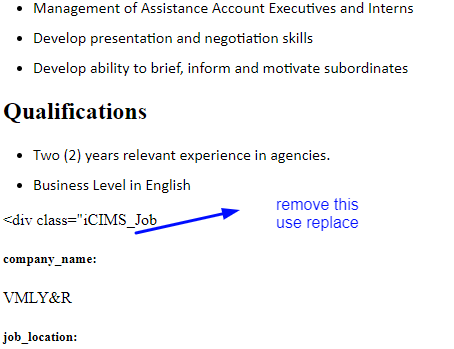 • Management of Assistance Account Executives and Interns
• Develop presentation and negotiation skills
• Develop ability to brief, inform and motivate subordinates
Qualifications
• Two (2) years relevant experience in agencies.
• Business Level in English
<div class="iCIMS_Job
remove this
use replace
company_name:
VMLY&R
job_location: